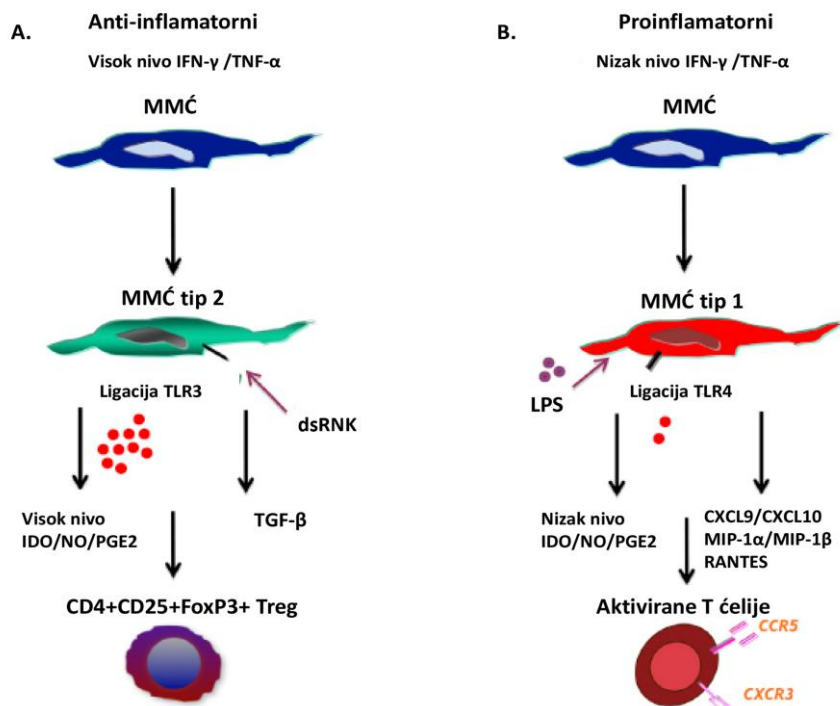 A.
Anti-inflamatorni
Visok nivo IFN-γ /TNF-α
MMĆ
MMĆ tip 2
Ligacija TLR3
dsRNK
Visok nivo
IDO/NO/PGE2
TGF-β
CD4+CD25+FoxP3+ Treg
B.
Proinflamatorni
Nizak nivo IFN-γ /TNF-α
MMĆ
MMĆ tip 1
LPS
Ligacija TLR4
Nizak nivo
IDO/NO/PGE2
CXCL9/CXCL10
MIP-1α/MIP-1β
RANTES
Aktivirane T ćelije
CCR5
CXCR3